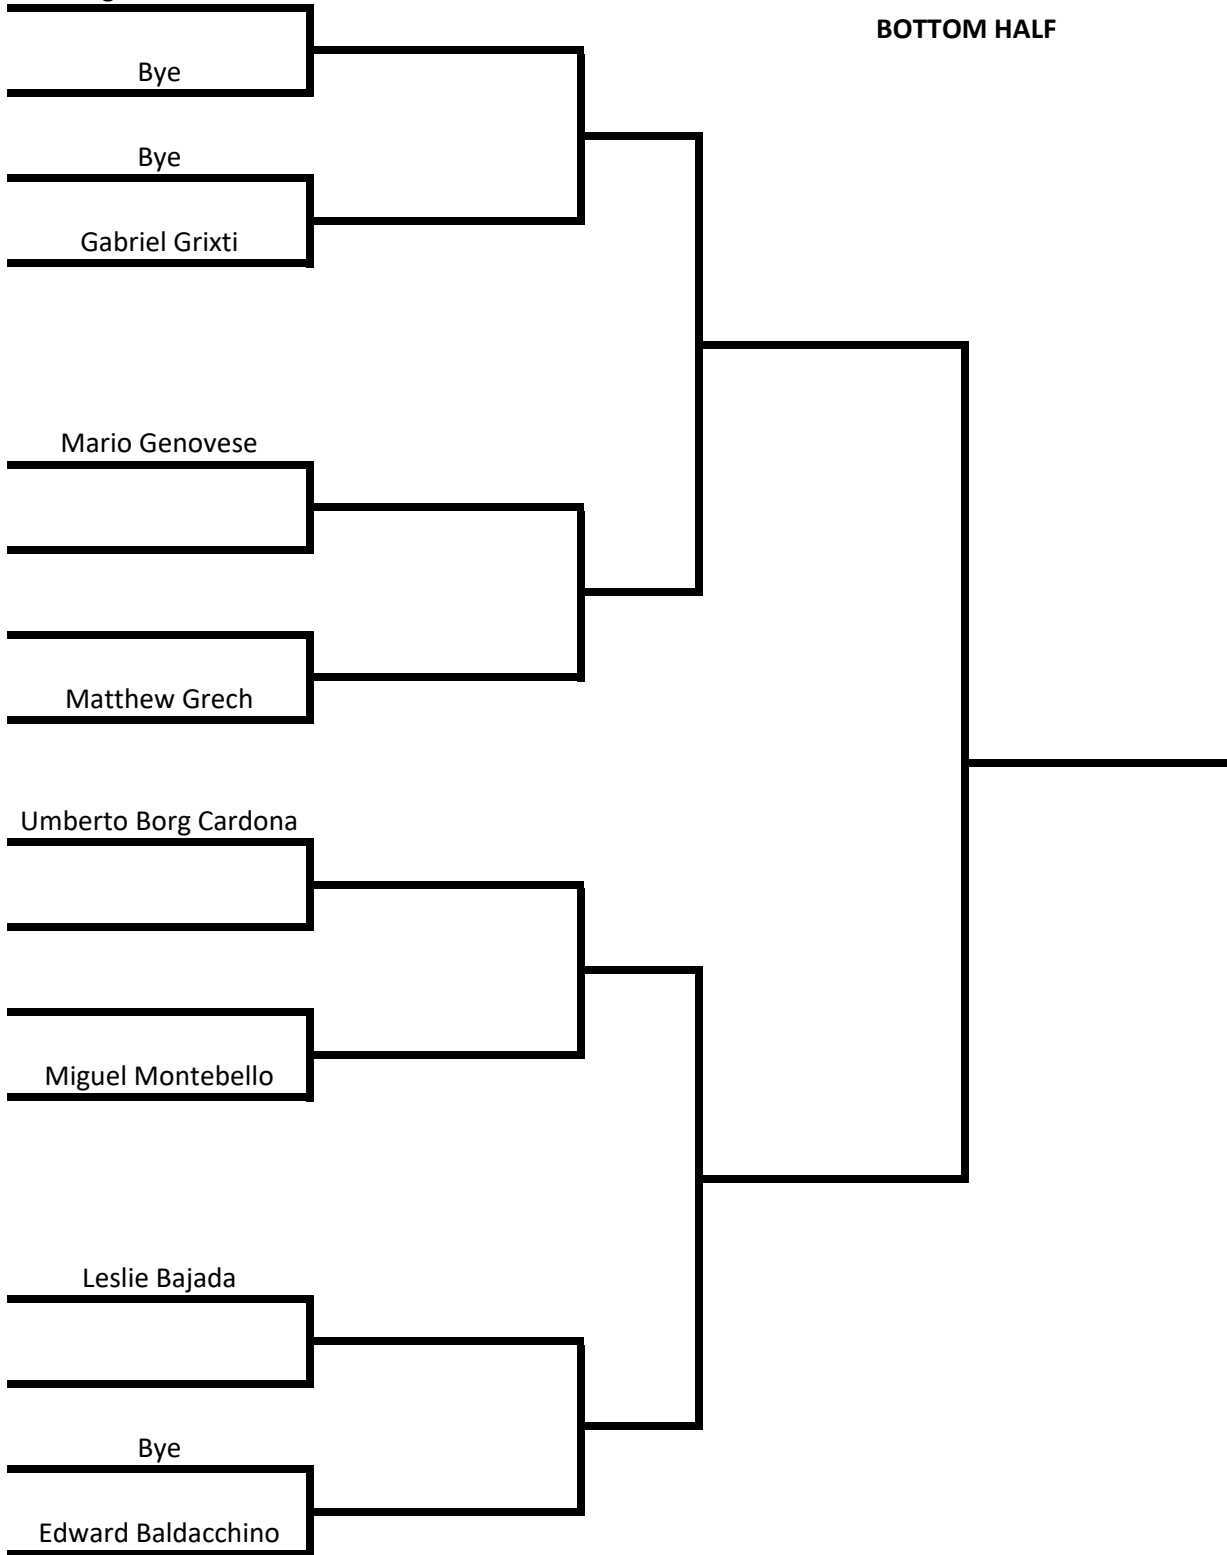 BOTTOM HALF
Bye
Bye
Gabriel Grixti
Mario Genovese
Matthew Grech
Umberto Borg Cardona
Miguel Montebello
Leslie Bajada
Bye
Edward Baldacchino